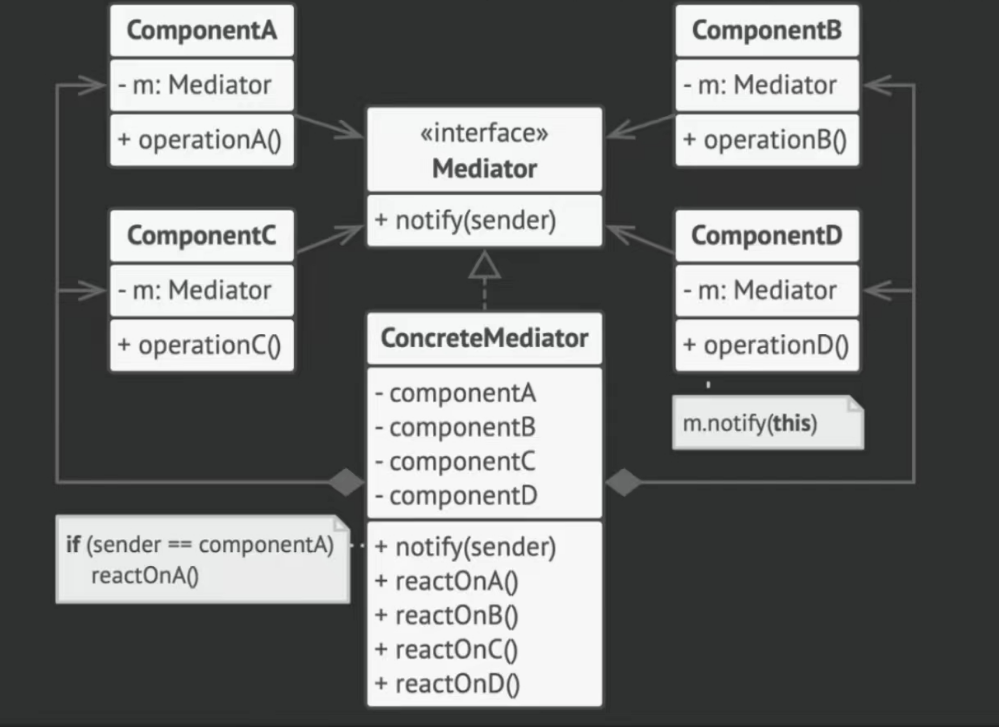 ComponentA
- m: Mediator
+ operationA()
ComponentB
- m: Mediator
+ operationB()
«interface»
Mediator
+ notify(sender)
ComponentC
- m: Mediator
+ operationC()
ComponentD
- m: Mediator
+ operationD()
m.notify(this)
ConcreteMediator
- componentA
- componentB
- componentC
- componentD
+ notify(sender)
+ reactOnA()
+ reactOnB()
+ reactOnC()
+ reactOnD()
if (sender == componentA)
reactOnA()